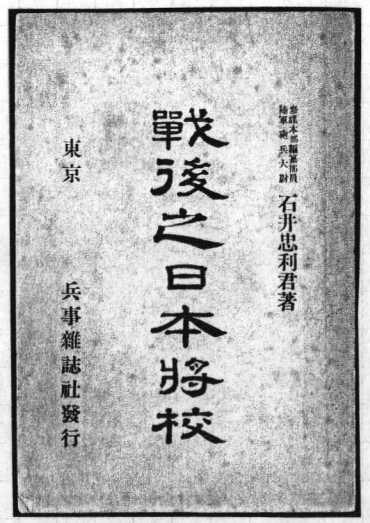 參謀本部編纂部員
陸軍砲兵大尉
石井忠利君著
戰後之日本將校
東京 兵事雜誌社發行